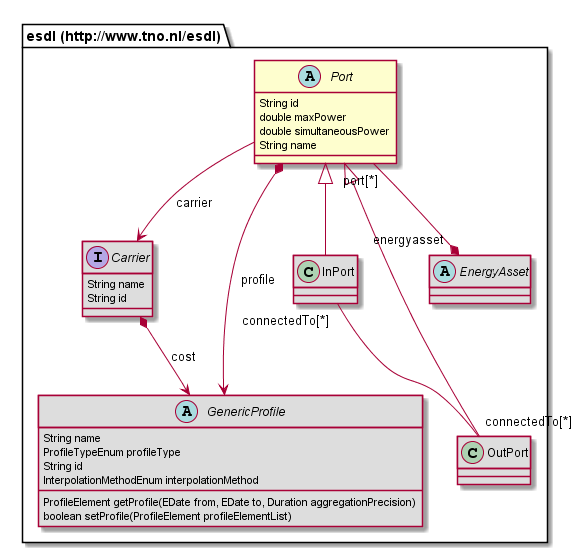 esdl (http://www.tno.nl/esdl)
A Port
String id
double maxPower
double simultaneousPower
String name
port[*]
carrier
energyasset
I Carrier
String name
String id
profile
C InPort
A EnergyAsset
connectedTo[*]
cost
A GenericProfile
String name
ProfileTypeEnum profileType
String id
InterpolationMethodEnum interpolationMethod
ProfileElement getProfile(EDate from, EDate to, Duration aggregationPrecision)
boolean setProfile(ProfileElement profileElementList)
connectedTo[*]
C OutPort